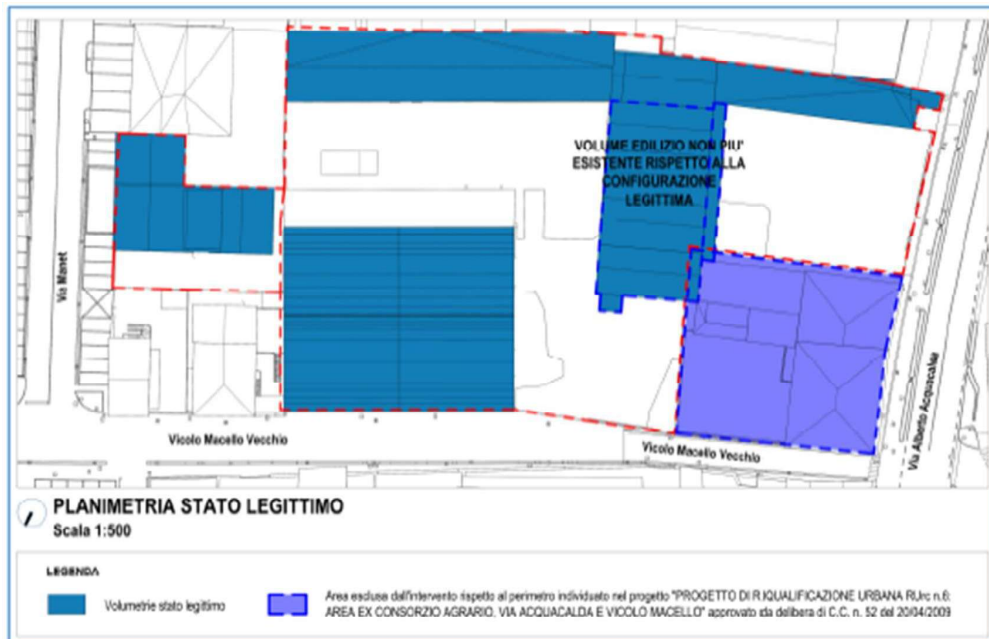 VOLUME EDILIZIO NON PIU'
ESISTENTE RISPETTO ALLA
CONFIGURAZIONE
LEGITTIMA
Via Manet
Via Alberto Acquacalda
Vicolo Macello Vecchio
Vicolo Macello Vecchio
PLANIMETRIA STATO LEGITTIMO
Scala 1:500
LEGENDA
Volumetrie stato legittimo
Area esclusa dall'intervento rispetto al perimetro individuato nel progetto "PROGETTO DI RIQUALIFICAZIONE URBANA RUrc n.6:
AREA EX CONSORZIO AGRARIO, VIA ACQUACALDA E VICOLO MACELLO" approvato da delibera di C.C. n. 52 del 20/04/2009